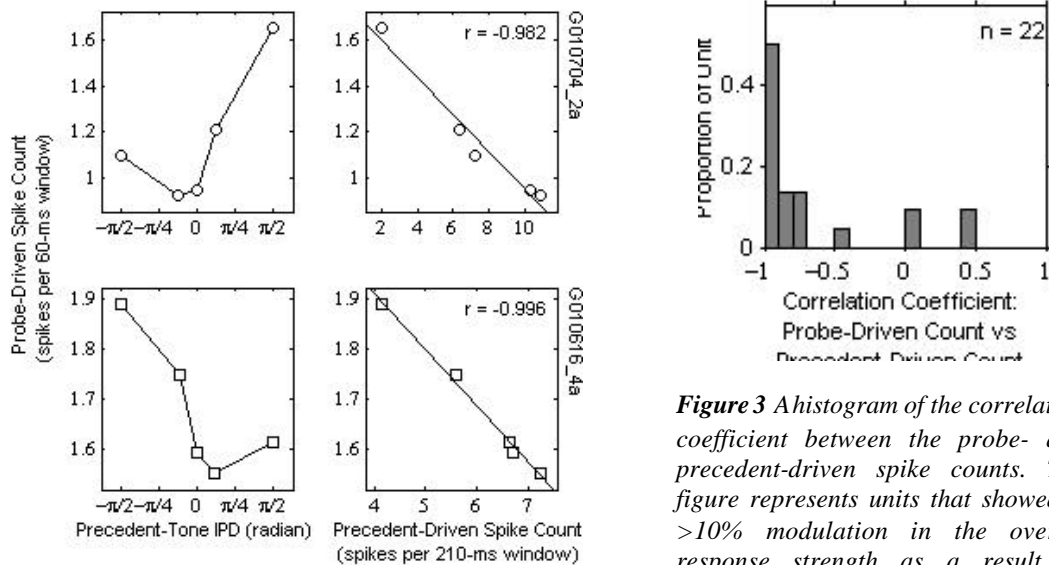 Probe-Driven Spike Count
(spikes per 60-ms window)
1.6
1.4
1.2
1
−π/2 −π/4 0 π/4 π/2
r = -0.982
1.6
1.4
1.2
1
2 4 6 8 10
G010704_2a
1.9
1.8
1.7
1.6
−π/2 −π/4 0 π/4 π/2
Precedent-Tone IPD (radian)
r = -0.996
1.9
1.8
1.7
1.6
4 5 6 7
Precedent-Driven Spike Count
(spikes per 210-ms window)
G010616_4a
Proportion of Unit
n = 22
0.4
0.2
0
−1 −0.5 0 0.5 1
Correlation Coefficient:
Probe-Driven Count vs
Precedent-Driven Count
Figure 3 A histogram of the
coefficient between the probe-
precedent-driven spike counts.
figure represents units that showed
>10% modulation in the
response strength as a result